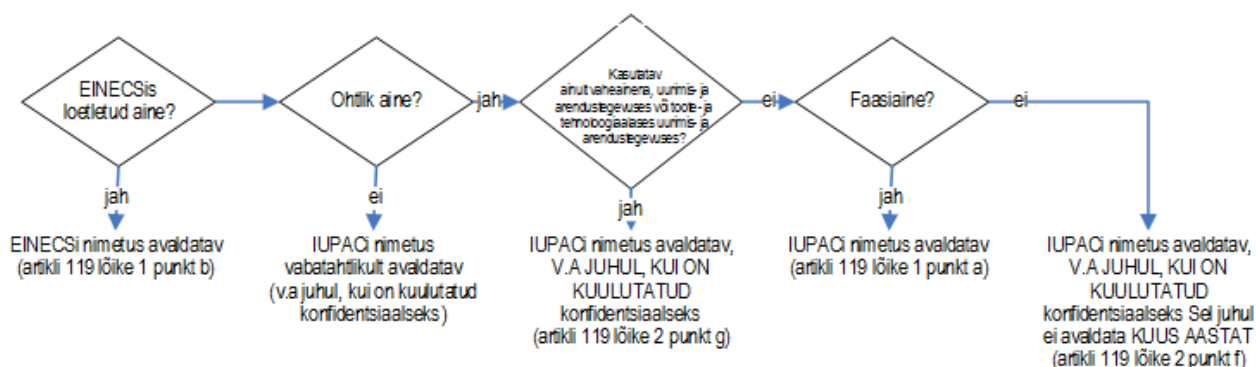 EINECSis
loetletud aine?
jah
EINECSi nimetus avaldatav
(artikli 119 lõike 1 punkt b)
Ohtlik aine?
jah
ei
IUPACi nimetus
vabatahtlikult avaldatav
(v.a juhul, kui on kuulutatud
konfidentsiaalseks)
Kasutatav
ainult vaheainena, uurimis- ja
arendustegevuses või toote- ja
tehnoloogiaalases uurimis- ja
arendustegevuses?
ei
jah
IUPACi nimetus avaldatav,
V.A JUHUL, KUI ON
KUULUTATUD
konfidentsiaalseks
(artikli 119 lõike 2 punkt g)
Faasiaine?
ei
jah
IUPACi nimetus avaldatav
(artikli 119 lõike 1 punkt a)
IUPACi nimetus avaldatav,
V.A JUHUL, KUI ON
KUULUTATUD
konfidentsiaalseks Sel juhul
ei avaldata KUUS AASTAT
(artikli 119 lõike 2 punkt f)